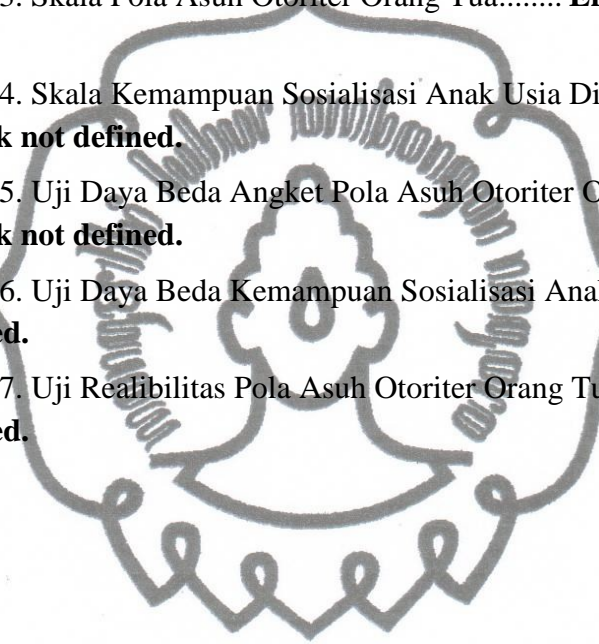 3. Skala Pola Asuh Otoriter Orang Tua........
4. Skala Kemampuan Sosialisasi Anak Usia Di
k not defined.
5. Uji Daya Beda Angket Pola Asuh Otoriter O
k not defined.
6. Uji Daya Beda Kemampuan Sosialisasi Ana
ed.
7. Uji Realibilitas Pola Asuh Otoriter Orang Tu
ed.